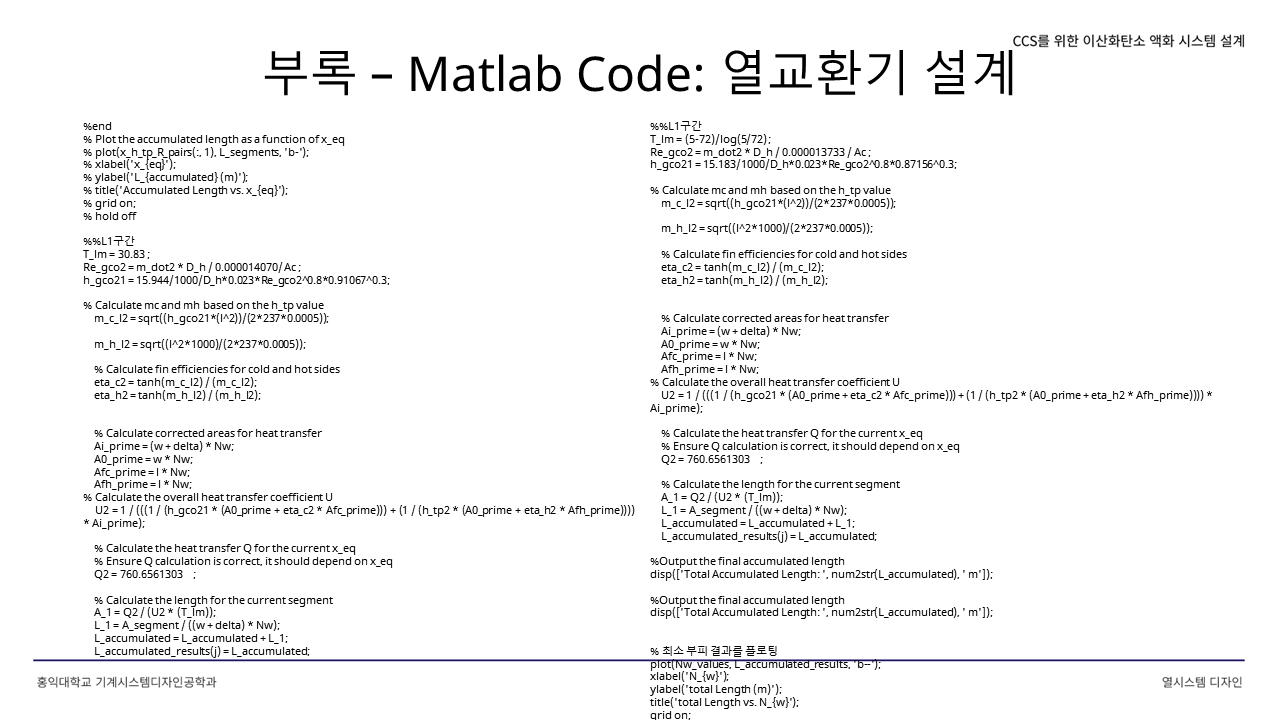 CCS를 위한 이산화탄소 액화 시스템 설계
부록 – Matlab Code: 열교환기 설계
%end
% Plot the accumulated length as a function of x_eq
% plot(x_h_tp_R_pairs(:, 1), L_segments, 'b-');
% xlabel('x_{eq}');
% ylabel('L_{accumulated} (m)');
% title('Accumulated Length vs. x_{eq}');
% grid on;
% hold off
%%L1구간
T_lm = 30.83 ;
Re_gco2 = m_dot2 * D_h / 0.000014070/ Ac ;
h_gco21 = 15.944/1000/D_h*0.023*Re_gco2^0.8*0.91067^0.3;
% Calculate mc and mh based on the h_tp value
m_c_l2 = sqrt((h_gco21*(l^2))/(2*237*0.0005));
m_h_l2 = sqrt((l^2*1000)/(2*237*0.0005));
% Calculate fin efficiencies for cold and hot sides
eta_c2 = tanh(m_c_l2) / (m_c_l2);
eta_h2 = tanh(m_h_l2) / (m_h_l2);
% Calculate corrected areas for heat transfer
Ai_prime = (w + delta) * Nw;
A0_prime = w * Nw;
Afc_prime = l * Nw;
Afh_prime = l * Nw;
% Calculate the overall heat transfer coefficient U
U2 = 1 / (((1 / (h_gco21 * (A0_prime + eta_c2 * Afc_prime))) + (1 / (h_tp2 * (A0_prime + eta_h2 * Afh_prime))))
* Ai_prime);
% Calculate the heat transfer Q for the current x_eq
% Ensure Q calculation is correct, it should depend on x_eq
Q2 = 760.6561303 ;
% Calculate the length for the current segment
A_1 = Q2 / (U2 * (T_lm));
L_1 = A_segment / ((w + delta) * Nw);
L_accumulated = L_accumulated + L_1;
L_accumulated_results(j) = L_accumulated;
%%L1구간
T_lm = (5-72)/log(5/72);
Re_gco2 = m_dot2 * D_h / 0.000013733 / Ac ;
h_gco21 = 15.183/1000/D_h*0.023*Re_gco2^0.8*0.87156^0.3;
% Calculate mc and mh based on the h_tp value
m_c_l2 = sqrt((h_gco21*(l^2))/(2*237*0.0005));
m_h_l2 = sqrt((l^2*1000)/(2*237*0.0005));
% Calculate fin efficiencies for cold and hot sides
eta_c2 = tanh(m_c_l2) / (m_c_l2);
eta_h2 = tanh(m_h_l2) / (m_h_l2);
% Calculate corrected areas for heat transfer
Ai_prime = (w + delta) * Nw;
A0_prime = w * Nw;
Afc_prime = l * Nw;
Afh_prime = l * Nw;
% Calculate the overall heat transfer coefficient U
U2 = 1 / (((1 / (h_gco21 * (A0_prime + eta_c2 * Afc_prime))) + (1 / (h_tp2 * (A0_prime + eta_h2 * Afh_prime)))) *
Ai_prime);
% Calculate the heat transfer Q for the current x_eq
% Ensure Q calculation is correct, it should depend on x_eq
Q2 = 760.6561303 ;
% Calculate the length for the current segment
A_1 = Q2 / (U2 * (T_lm));
L_1 = A_segment / ((w + delta) * Nw);
L_accumulated = L_accumulated + L_1;
L_accumulated_results(j) = L_accumulated;
%Output the final accumulated length
disp(['Total Accumulated Length: ', num2str(L_accumulated), ' m']);
%Output the final accumulated length
disp(['Total Accumulated Length: ', num2str(L_accumulated), ' m']);
% 최소 부피 결과를 플로팅
plot(Nw_values, L_accumulated_results, 'b--');
xlabel('N_{w}');
ylabel('total Length (m)');
title('total Length vs. N_{w}');
grid on;
홍익대학교 기계시스템디자인공학과
열시스템 디자인